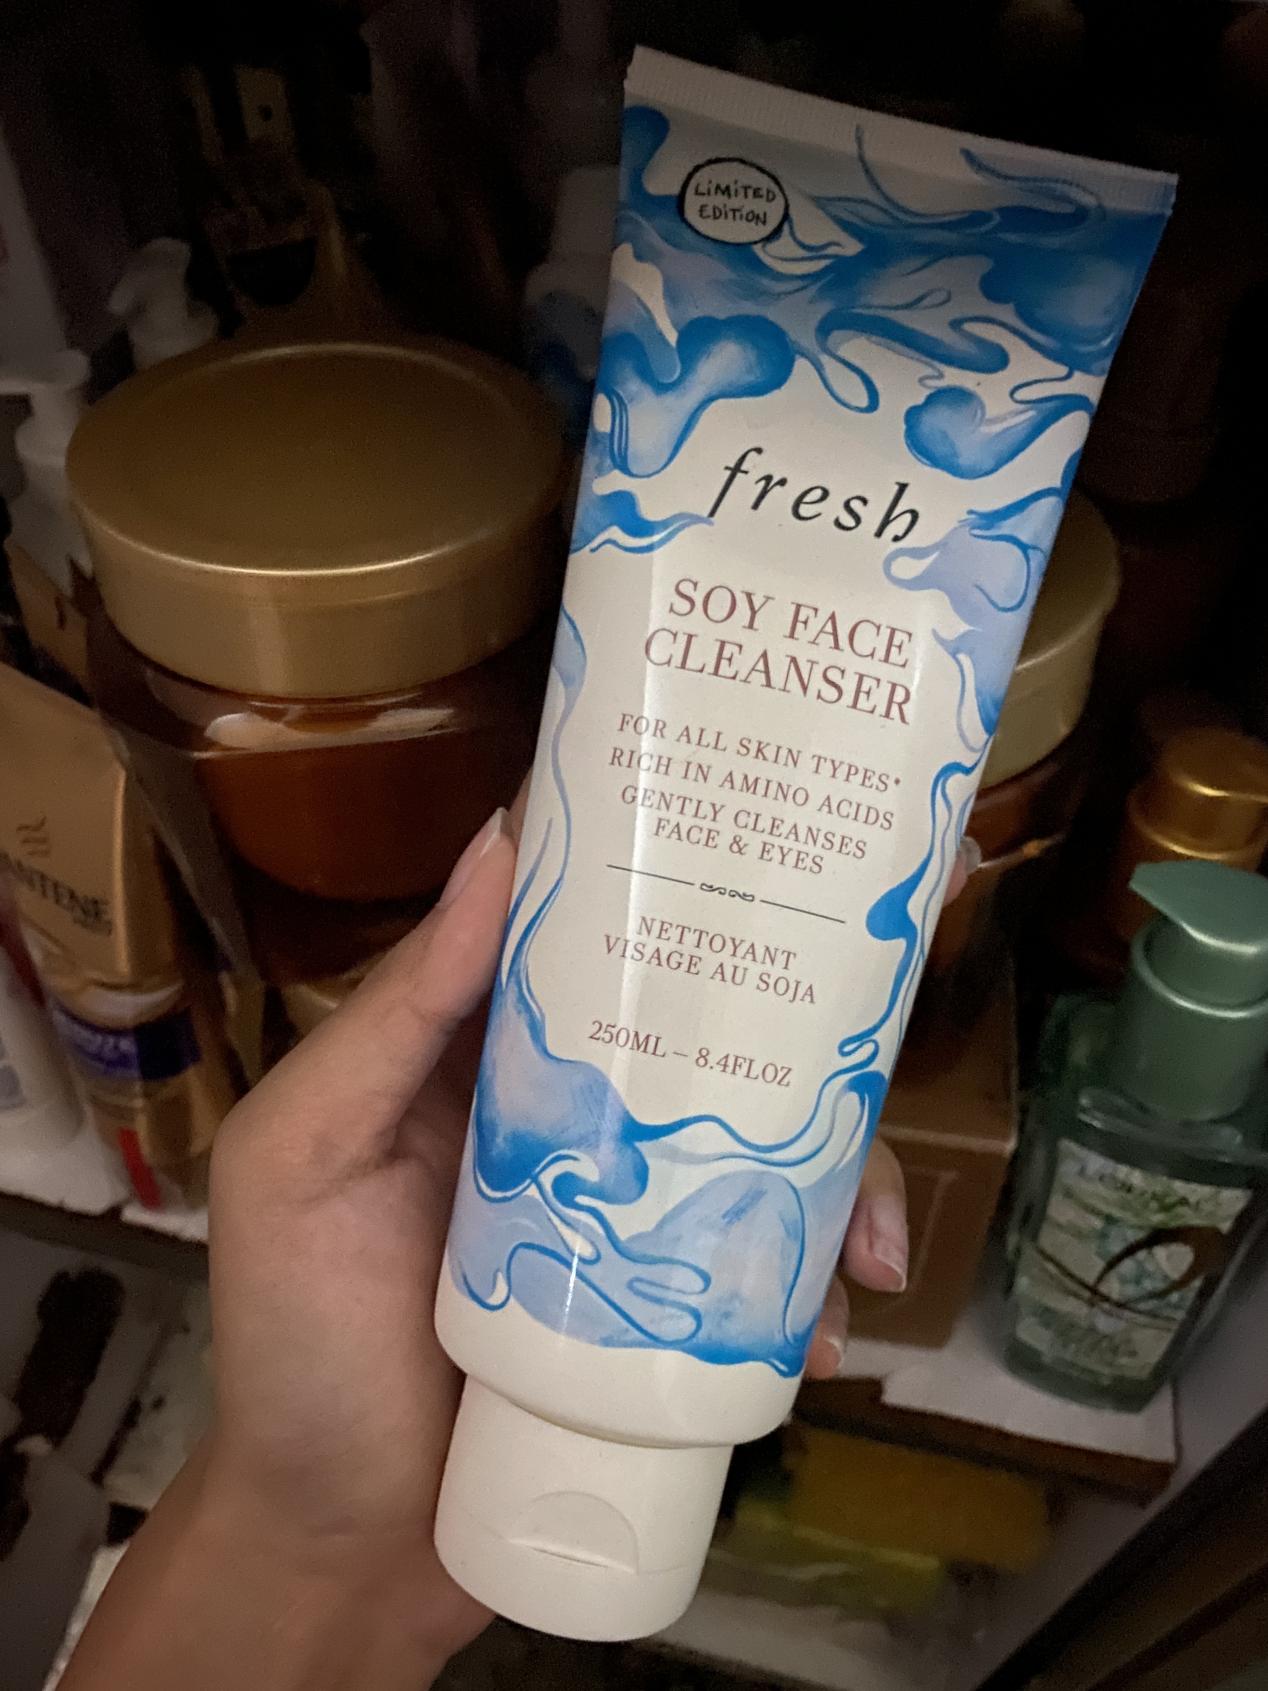 LiMiTED
EDiTiON
fresh
SOY FACE
CLEANSER
FOR ALL SKIN TYPES*
RICH IN AMINO ACIDS
GENTLY CLEANSES
FACE & EYES
NETTOYANT
VISAGE AU SOJA
250ML – 8.4FLOZ
ANTENE